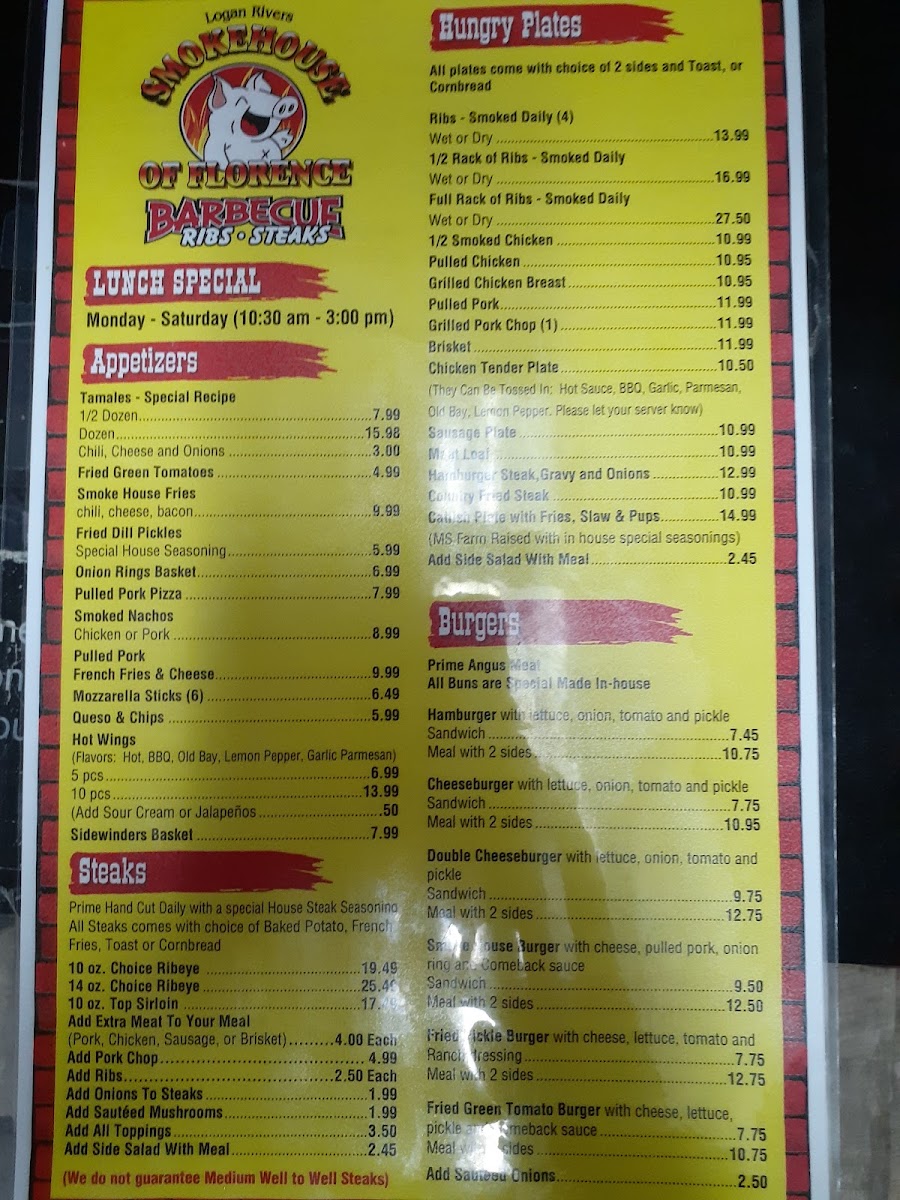 Logan Rivers
SMOKEHOUSE
OF FLORENCE
BARBECUE
RIBS • STEAKS
LUNCH SPECIAL
Monday - Saturday (10:30 am - 3:00 pm)
Appetizers
Tamales - Special Recipe
1/2 Dozen 7.99
Dozen 15.98
Chili, Cheese and Onions 3.00
Fried Green Tomatoes 4.99
Smoke House Fries
chili, cheese, bacon 9.99
Fried Dill Pickles
Special House Seasoning 5.99
Onion Rings Basket 6.99
Pulled Pork Pizza 7.99
Smoked Nachos
Chicken or Pork 8.99
Pulled Pork
French Fries & Cheese 9.99
Mozzarella Sticks (6) 6.49
Queso & Chips 5.99
Hot Wings
(Flavors: Hot, BBQ, Old Bay, Lemon Pepper, Garlic Parmesan)
5 pcs 6.99
10 pcs 13.99
(Add Sour Cream or Jalapeños .50
Sidewinders Basket 7.99
Steaks
Prime Hand Cut Daily with a special House Steak Seasoning
All Steaks comes with choice of Baked Potato, French
Fries, Toast or Cornbread
10 oz. Choice Ribeye 19.49
14 oz. Choice Ribeye 25.49
10 oz. Top Sirloin
Add Extra Meat To Your Meal
(Pork, Chicken, Sausage, or Brisket) 4.00 Each
Add Pork Chop 4.99
Add Ribs 2.50 Each
Add Onions To Steaks 1.99
Add Sautéed Mushrooms 1.99
Add All Toppings 3.50
Add Side Salad With Meal 2.45
(We do not guarantee Medium Well to Well Steaks)
Hungry Plates
All plates come with choice of 2 sides and Toast, or
Cornbread
Ribs - Smoked Daily (4)
Wet or Dry 13.99
1/2 Rack of Ribs - Smoked Daily
Wet or Dry 16.99
Full Rack of Ribs - Smoked Daily
Wet or Dry 27.50
1/2 Smoked Chicken 10.99
Pulled Chicken 10.95
Grilled Chicken Breast 10.95
Pulled Pork 11.99
Grilled Pork Chop (1) 11.99
Brisket 11.99
Chicken Tender Plate 10.50
(They Can Be Tossed In: Hot Sauce, BBQ, Garlic, Parmesan,
Old Bay, Lemon Pepper. Please let your server know)
Sausage Plate 10.99
Meat Loaf 10.99
Hamburger Steak,Gravy and Onions 12.99
Country Fried Steak 10.99
Catfish Plate with Fries, Slaw & Pups 14.99
(MS Farm Raised with in house special seasonings)
Add Side Salad With Meal 2.45
Burgers
Prime Angus Meat
All Buns are Special Made In-house
Hamburger with lettuce, onion, tomato and pickle
Sandwich 7.45
Meal with 2 sides 10.75
Cheeseburger with lettuce, onion, tomato and pickle
Sandwich 7.75
Meal with 2 sides 10.95
Double Cheeseburger with lettuce, onion, tomato and
pickle
Sandwich 9.75
Meal with 2 sides 12.75
Smoke House Burger with cheese, pulled pork, onion
ring and Comeback sauce
Sandwich 9.50
Meal with 2 sides 12.50
Fried Pickle Burger with cheese, lettuce, tomato and
Ranch dressing 7.75
Meal with 2 sides 12.75
Fried Green Tomato Burger with cheese, lettuce,
pickle and Comeback sauce 7.75
Meal with 2 sides 10.75
Add Sauteed Onions 2.50